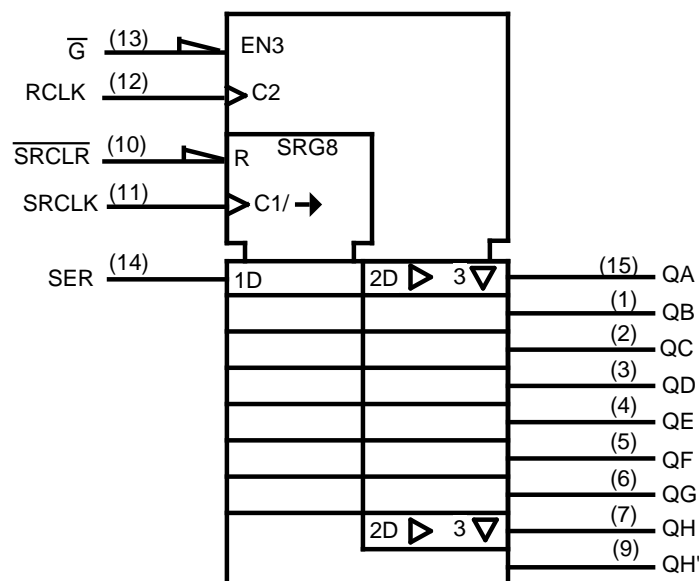 G (13) EN3
RCLK (12) C2
SRCLR (10) R SRG8
SRCLK (11) C1/
SER (14) 1D 2D 3 (15) QA
(1) QB
(2) QC
(3) QD
(4) QE
(5) QF
(6) QG
2D 3 (7) QH
(9) QH'